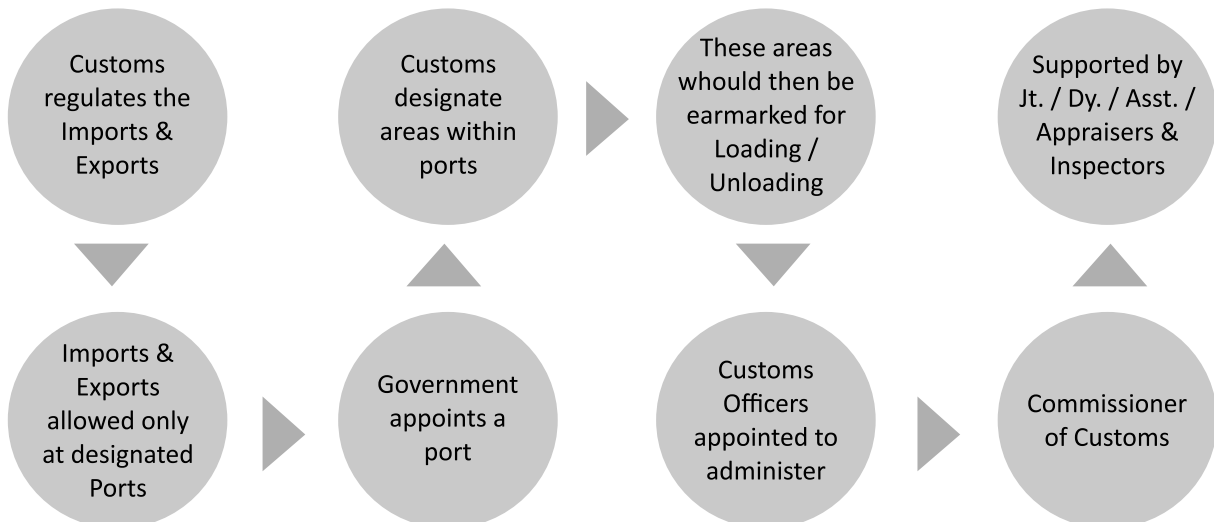 Customs
regulates the
Imports &
Exports
Imports &
Exports
allowed only
at designated
Ports
Government
appoints a
port
Customs
designate
areas within
ports
These areas
whould then be
earmarked for
Loading /
Unloading
Customs
Officers
appointed to
administer
Commissioner
of Customs
Supported by
Jt. / Dy. / Asst. /
Appraisers &
Inspectors